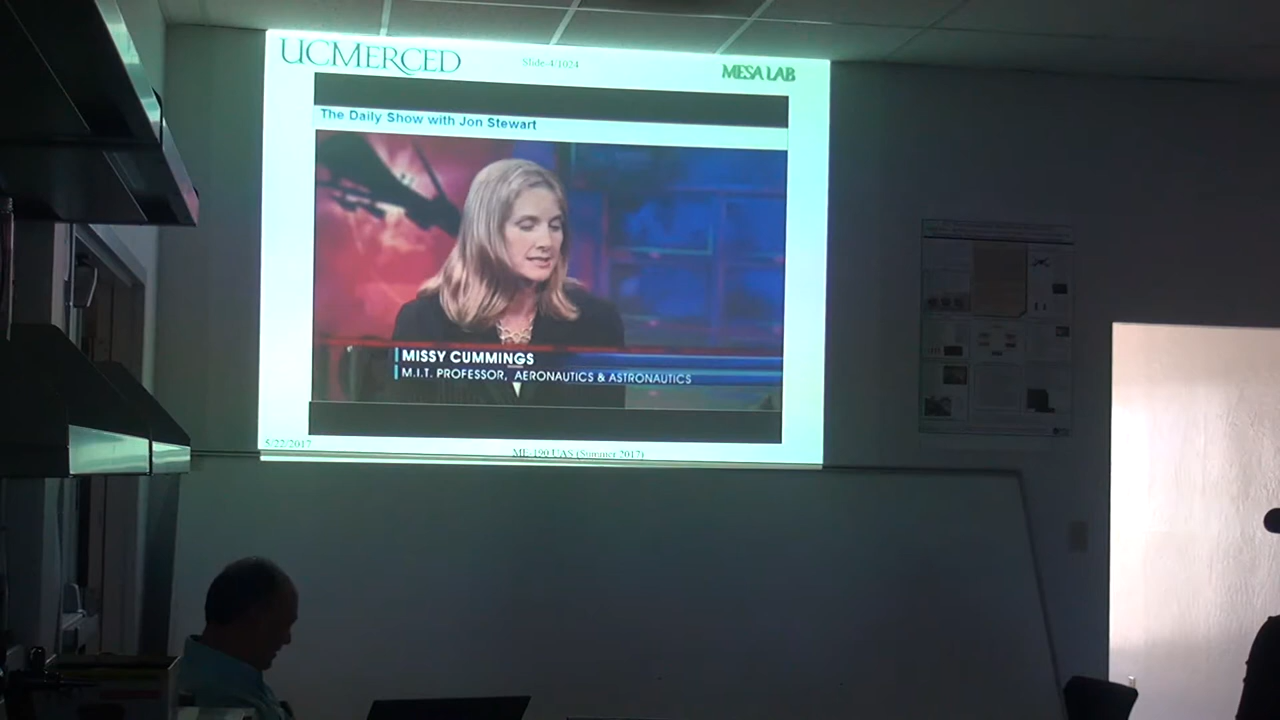 UCMERCED
Slide-4/1024
MESA LAB
The Daily Show with Jon Stewart
MISSY CUMMINGS
M.I.T. PROFESSOR, AERONAUTICS & ASTRONAUTICS
5/22/2017
ME-190 UAS (Summer 2017)